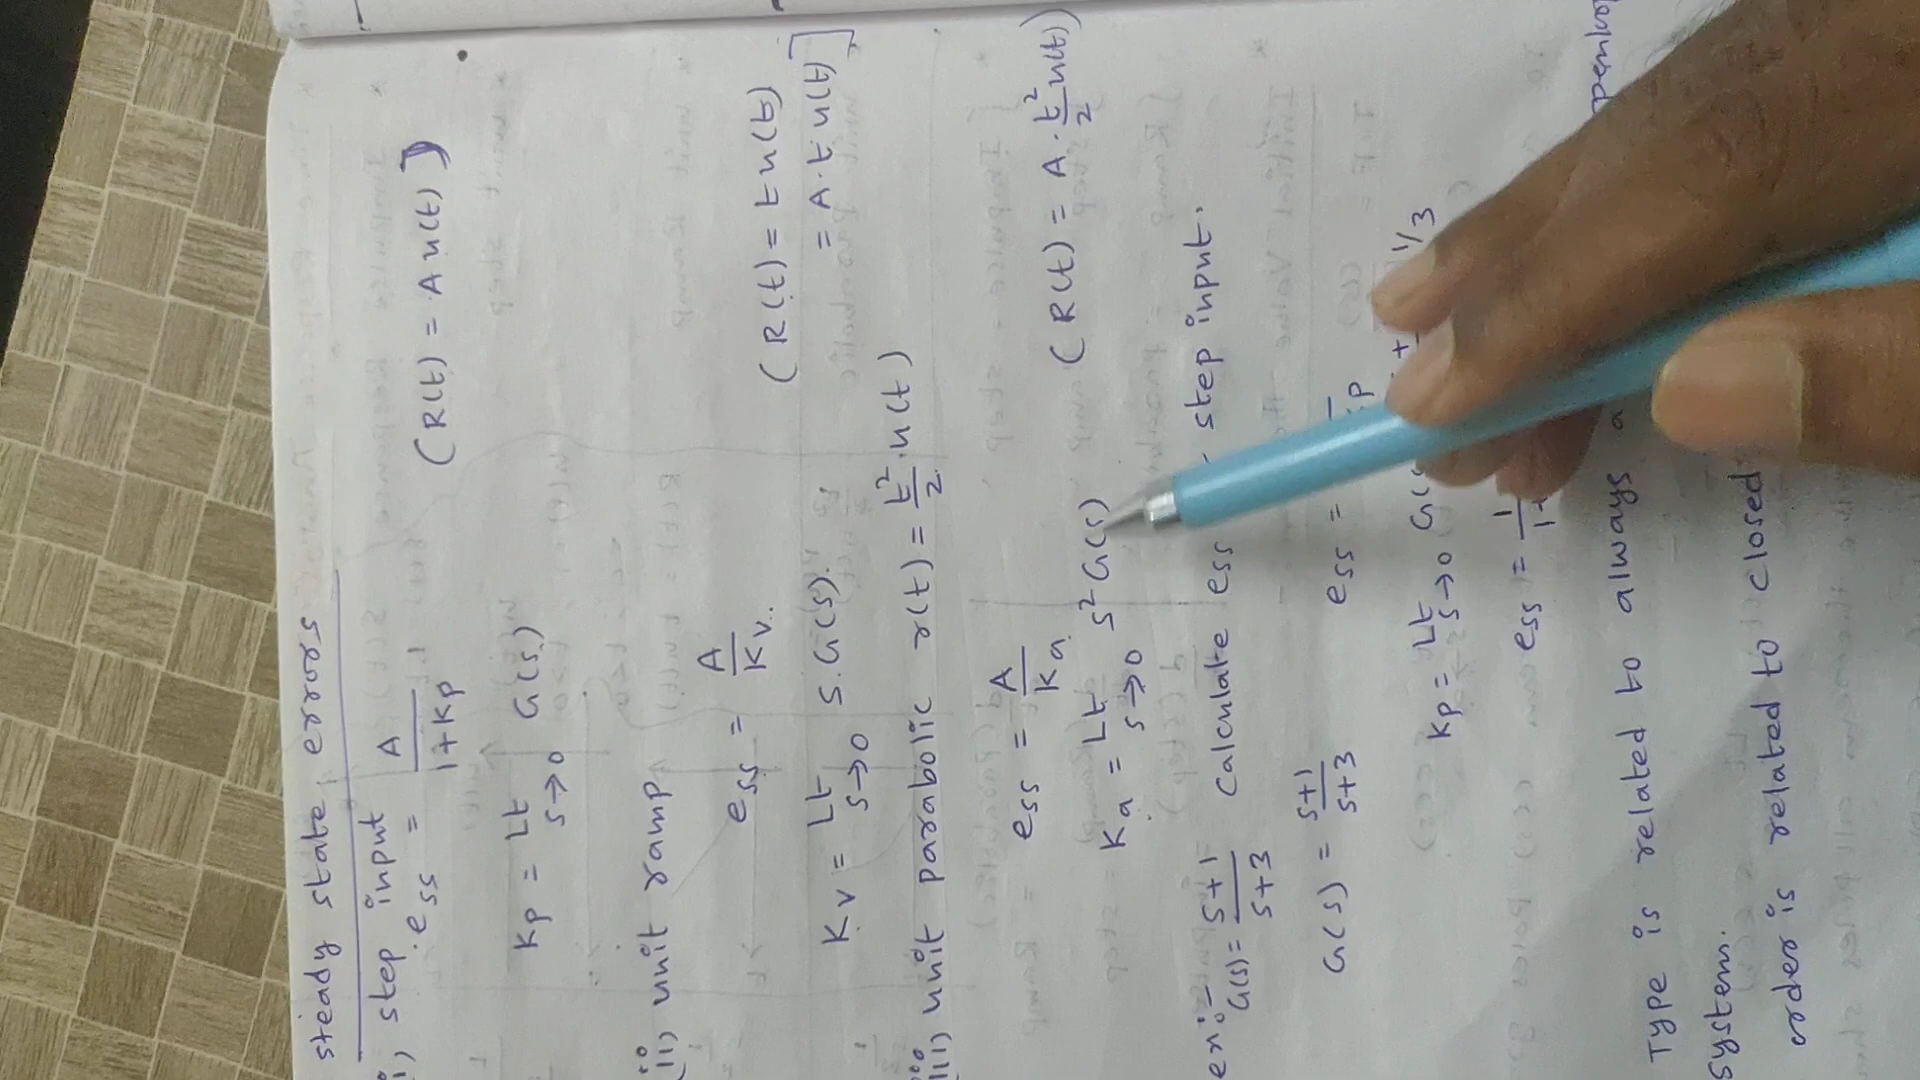 steady state errors
i) step input
ess = A/(1+Kp) (R(t) = A u(t))
Kp = Lt s→0 G(s)
(ii) unit ramp
ess = A/Kv. (R(t) = t u(t)
Kv = Lt s→0 S.G(s). = A.t u(t)]
(iii) unit parabolic r(t) = t²/2 .u(t)
ess = A/Ka
Ka = Lt s→0 s² G(s) (R(t) = A. t²/2 u(t))
ex:- G(s) = s+1/s+3 calculate ess step input.
G(s) = s+1/s+3 ess =
Kp = Lt s→0 G(s 1/3
ess = 1/1+
Type is related to always a
system.
order is related to closed